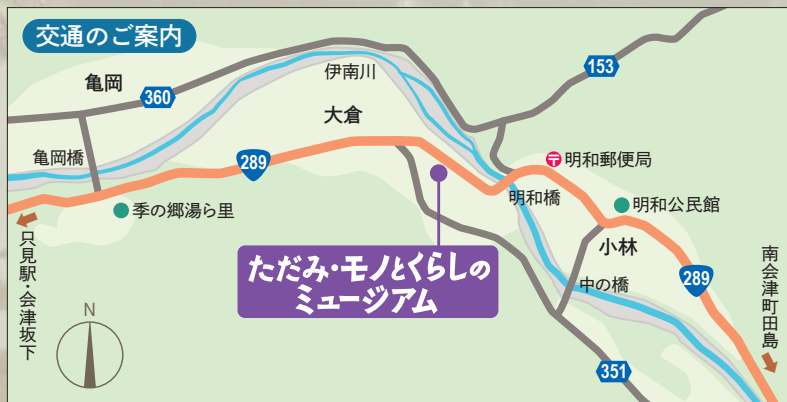 交通のご案内
153
伊南川
亀岡
360
大倉
亀岡橋
289
〒明和郵便局
明和橋
季の郷湯ら里
明和公民館
小林
只見駅・会津坂下
ただみ・モノとくらしの
ミュージアム
中の橋
289
南会津町田島
N
351